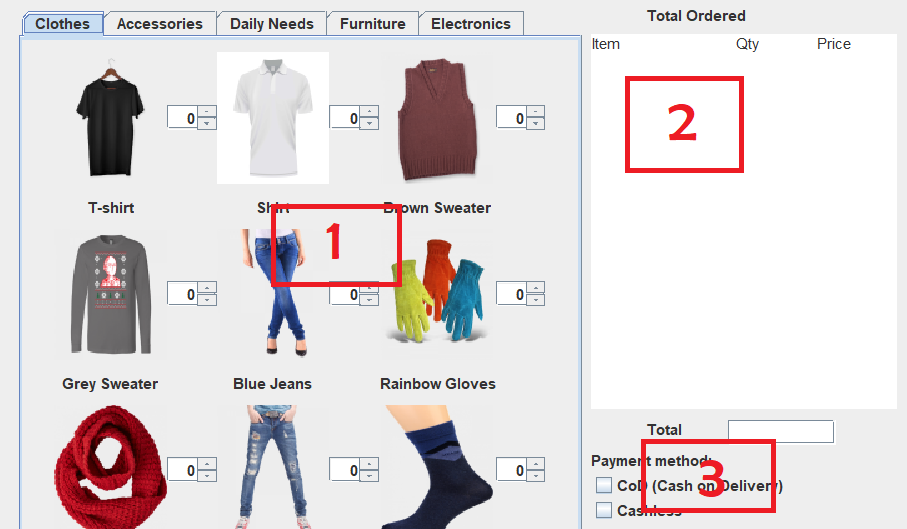 Clothes Accessories Daily Needs Furniture Electronics
0 0 0
T-shirt Shirt Brown Sweater
1
0 0 0
Grey Sweater Blue Jeans Rainbow Gloves
0 0 0
Total Ordered
Item Qty Price
2
Total
Payment method:
3
CoD (Cash on Delivery)
Cashless